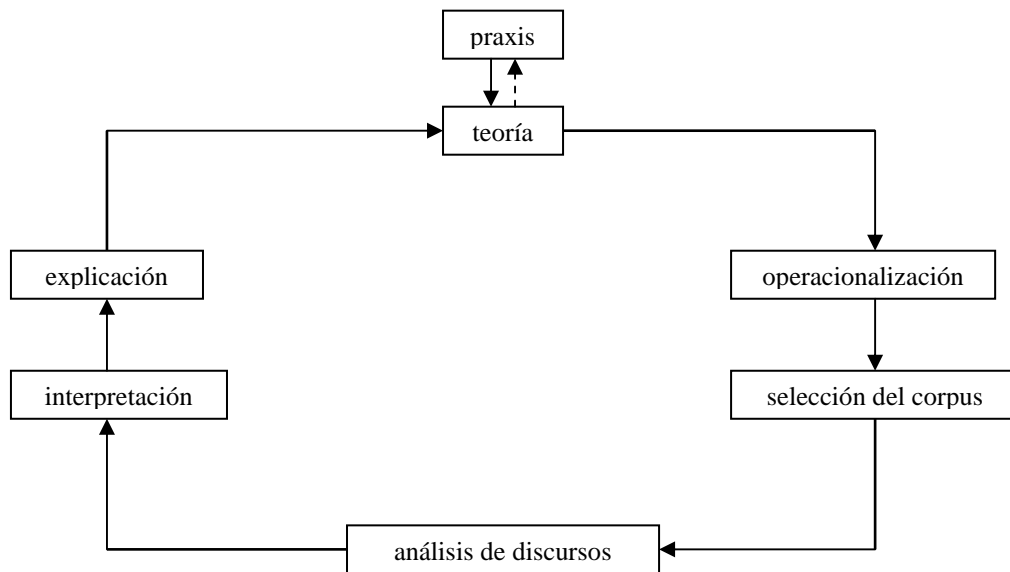 praxis
teoría
explicación
operacionalización
interpretación
selección del corpus
análisis de discursos